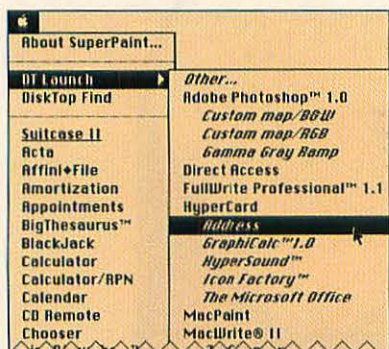 About SuperPaint...
DT Launch
DiskTop Find
Suitcase II
Acta
Affini♦File
Amortization
Appointments
BigThesaurus™
BlackJack
Calculator
Calculator/RPN
Calendar
CD Remote
Chooser
Other...
Adobe Photoshop™ 1.0
Custom map/B&W
Custom map/RGB
Gamma Gray Ramp
Direct Access
FullWrite Professional™ 1.1
HyperCard
Address
GraphiCalc™1.0
HyperSound™
Icon Factory™
The Microsoft Office
MacPaint
MacWrite® II